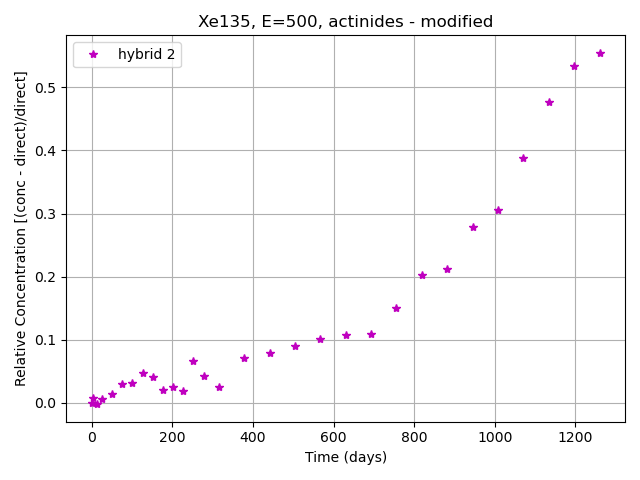 Xe135, E=500, actinides - modified
hybrid 2
Relative Concentration [(conc - direct)/direct]
0.5
0.4
0.3
0.2
0.1
0.0
0 200 400 600 800 1000 1200
Time (days)